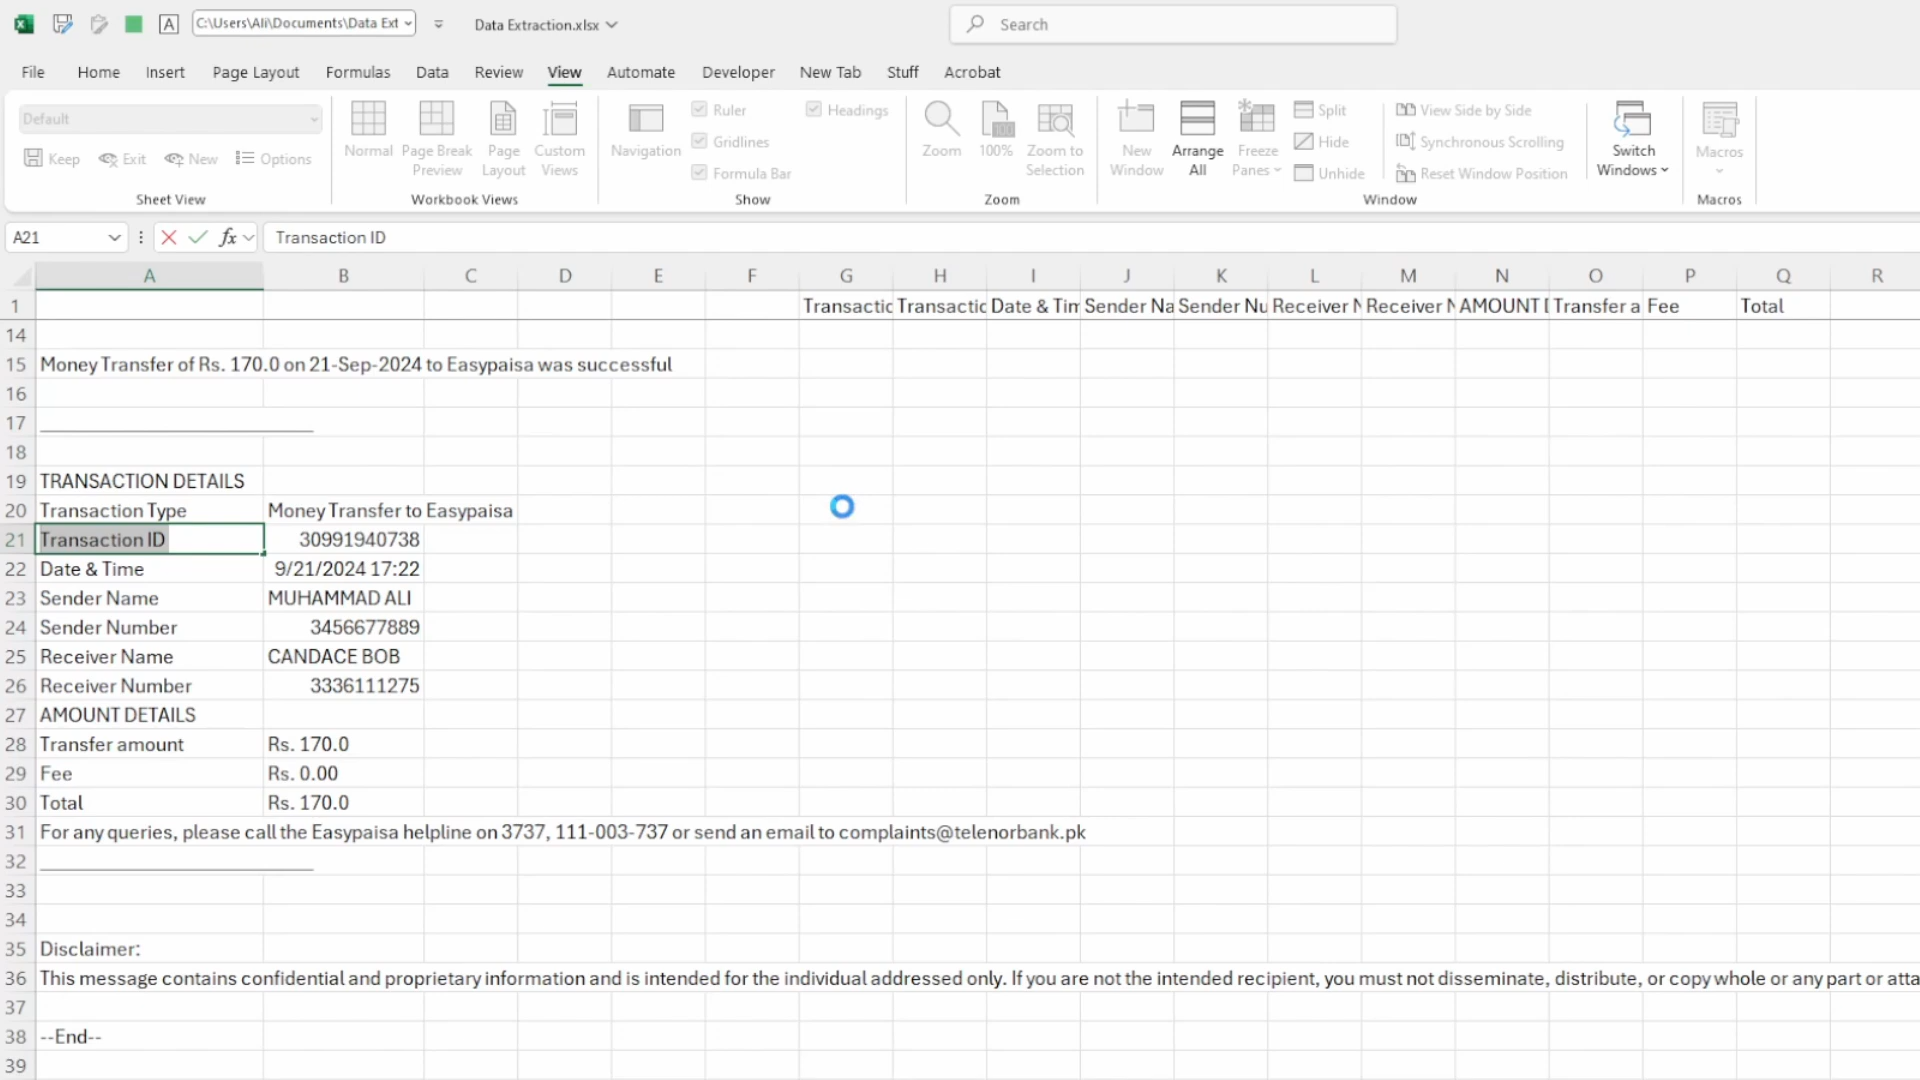 C:\Users\Ali\Documents\Data Ext
Data Extraction.xlsx
Search
File Home Insert Page Layout Formulas Data Review View Automate Developer New Tab Stuff Acrobat
Default
Keep Exit New Options
Sheet View
Normal Page Break Preview Page Layout Custom Views
Workbook Views
Navigation Ruler Gridlines Formula Bar Headings
Show
Zoom 100% Zoom to Selection
Zoom
New Window Arrange All Freeze Panes Split Hide Unhide View Side by Side Synchronous Scrolling Reset Window Position Switch Windows
Window
Macros
Macros
A21 fx Transaction ID
A B C D E F G H I J K L M N O P Q R
1 Transactic Transactic Date & Tim Sender Na Sender Nu Receiver N Receiver N AMOUNT D Transfer a Fee Total
14
15 Money Transfer of Rs. 170.0 on 21-Sep-2024 to Easypaisa was successful
16
17
18
19 TRANSACTION DETAILS
20 Transaction Type Money Transfer to Easypaisa
21 Transaction ID 30991940738
22 Date & Time 9/21/2024 17:22
23 Sender Name MUHAMMAD ALI
24 Sender Number 3456677889
25 Receiver Name CANDACE BOB
26 Receiver Number 3336111275
27 AMOUNT DETAILS
28 Transfer amount Rs. 170.0
29 Fee Rs. 0.00
30 Total Rs. 170.0
31 For any queries, please call the Easypaisa helpline on 3737, 111-003-737 or send an email to complaints@telenorbank.pk
32
33
34
35 Disclaimer:
36 This message contains confidential and proprietary information and is intended for the individual addressed only. If you are not the intended recipient, you must not disseminate, distribute, or copy whole or any part or atta
37
38 --End--
39